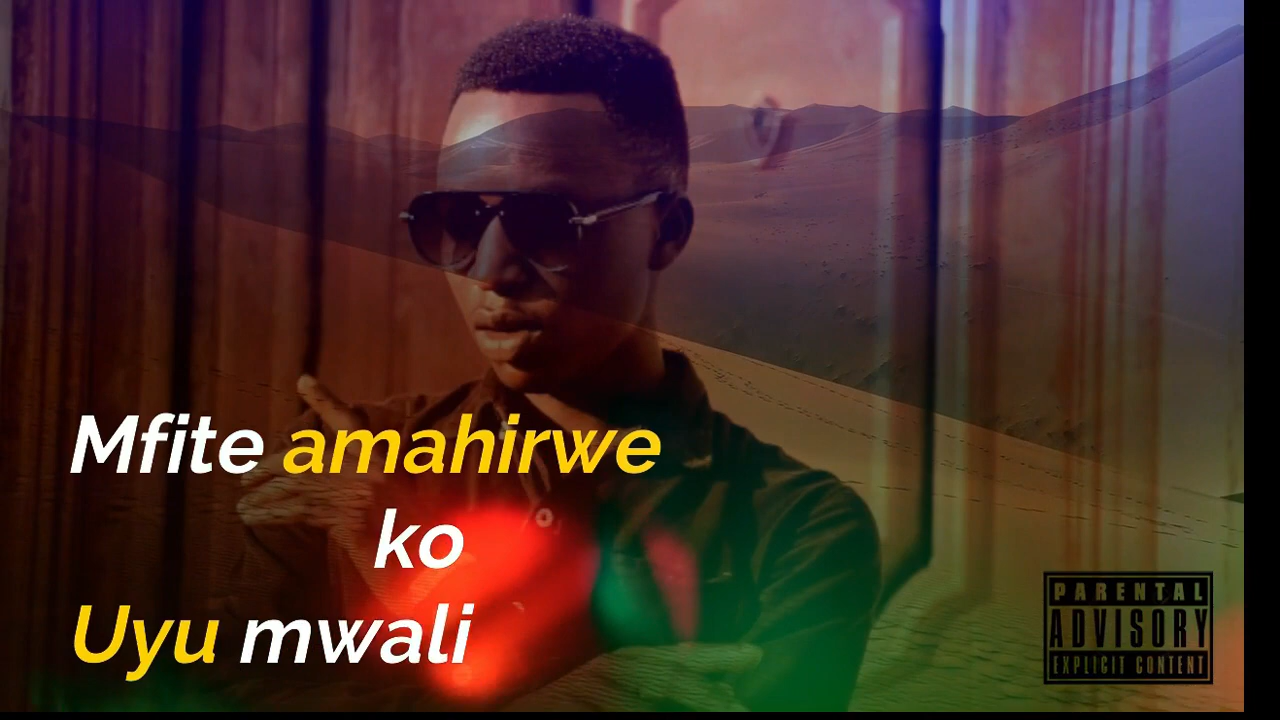 Mfite amahirwe
ko
Uyu mwali
PARENTAL
ADVISORY
EXPLICIT CONTENT